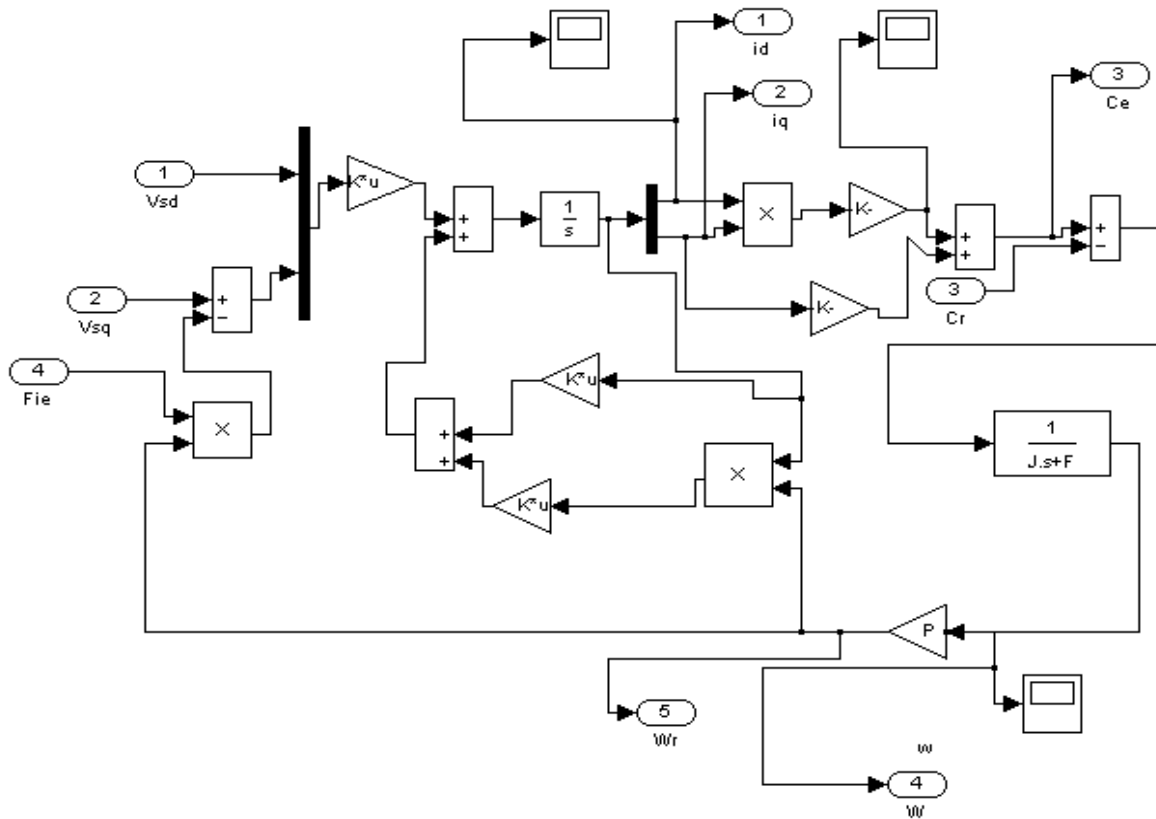 1
id
2
iq
3
Ce
1
Vsd
K*u
+
+
1
s
×
K-
+
+
+
−
2
Vsq
+
−
K-
3
Cr
4
Fie
×
K*u
+
+
×
K*u
1
J.s+F
P
5
Wr
w
4
W